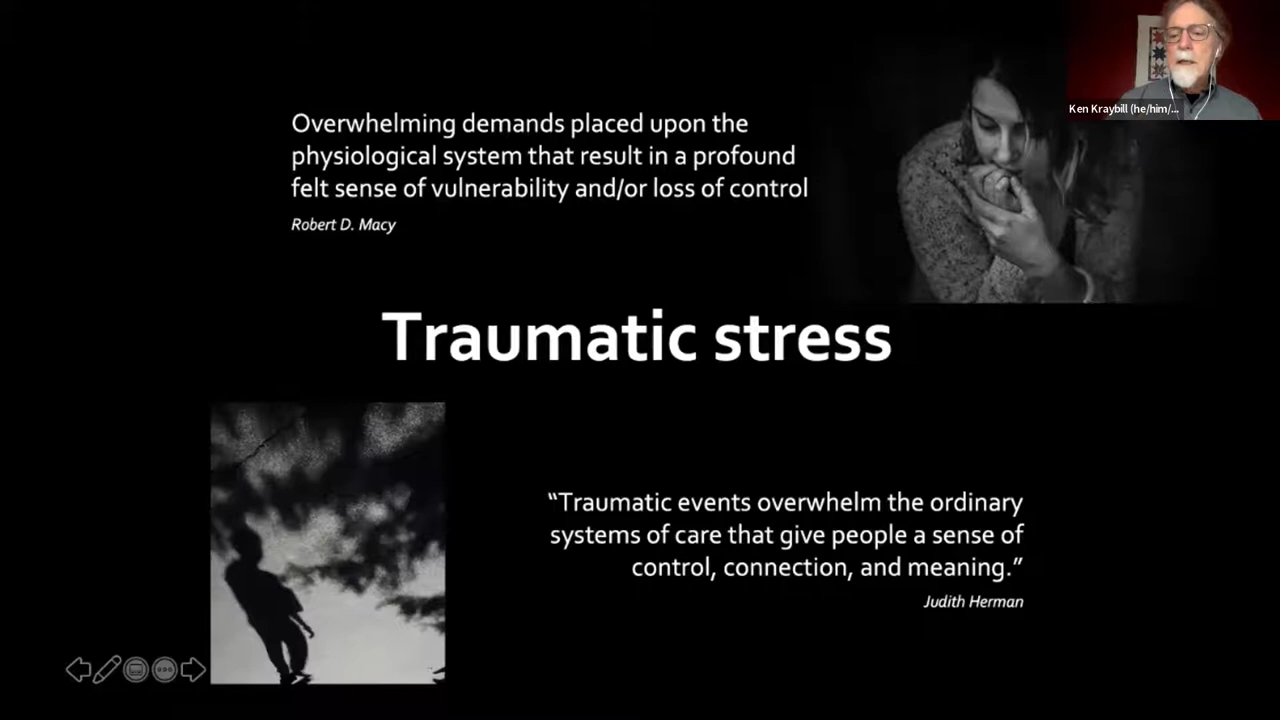 Ken Kraybill (he/him/...
Overwhelming demands placed upon the
physiological system that result in a profound
felt sense of vulnerability and/or loss of control
Robert D. Macy
Traumatic stress
“Traumatic events overwhelm the ordinary
systems of care that give people a sense of
control, connection, and meaning.”
Judith Herman